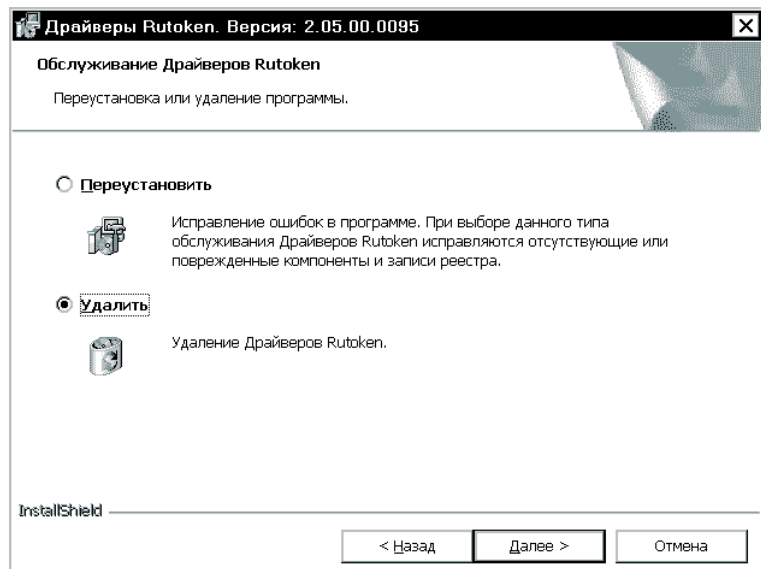 Драйверы Rutoken. Версия: 2.05.00.0095
Обслуживание Драйверов Rutoken
Переустановка или удаление программы.
Переустановить
Исправление ошибок в программе. При выборе данного типа
обслуживания Драйверов Rutoken исправляются отсутствующие или
поврежденные компоненты и записи реестра.
Удалить
Удаление Драйверов Rutoken.
InstallShield
< Назад
Далее >
Отмена